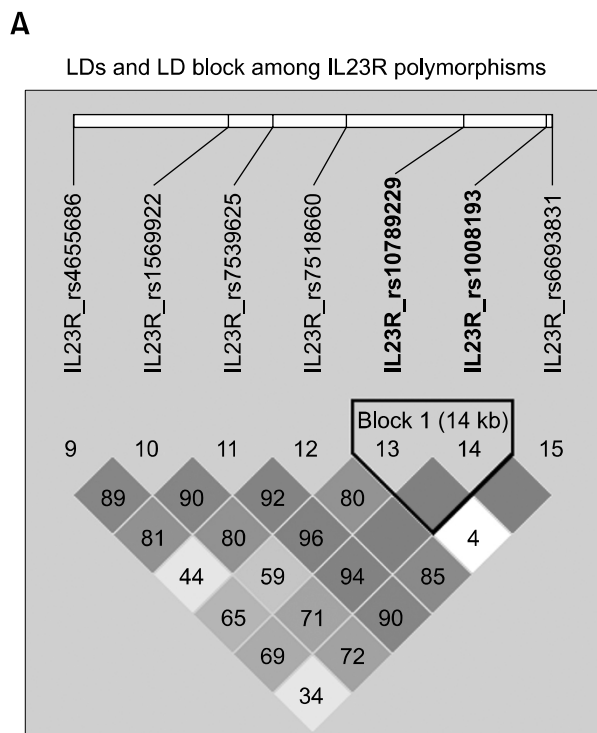 A
LDs and LD block among IL23R polymorphisms
IL23R_rs4655686
IL23R_rs1569922
IL23R_rs7539625
IL23R_rs7518660
IL23R_rs10789229
IL23R_rs1008193
IL23R_rs6693831
Block 1 (14 kb)
9 10 11 12 13 14 15
89 90 92 80
81 80 96 4
44 59 94 85
65 71 90
69 72
34